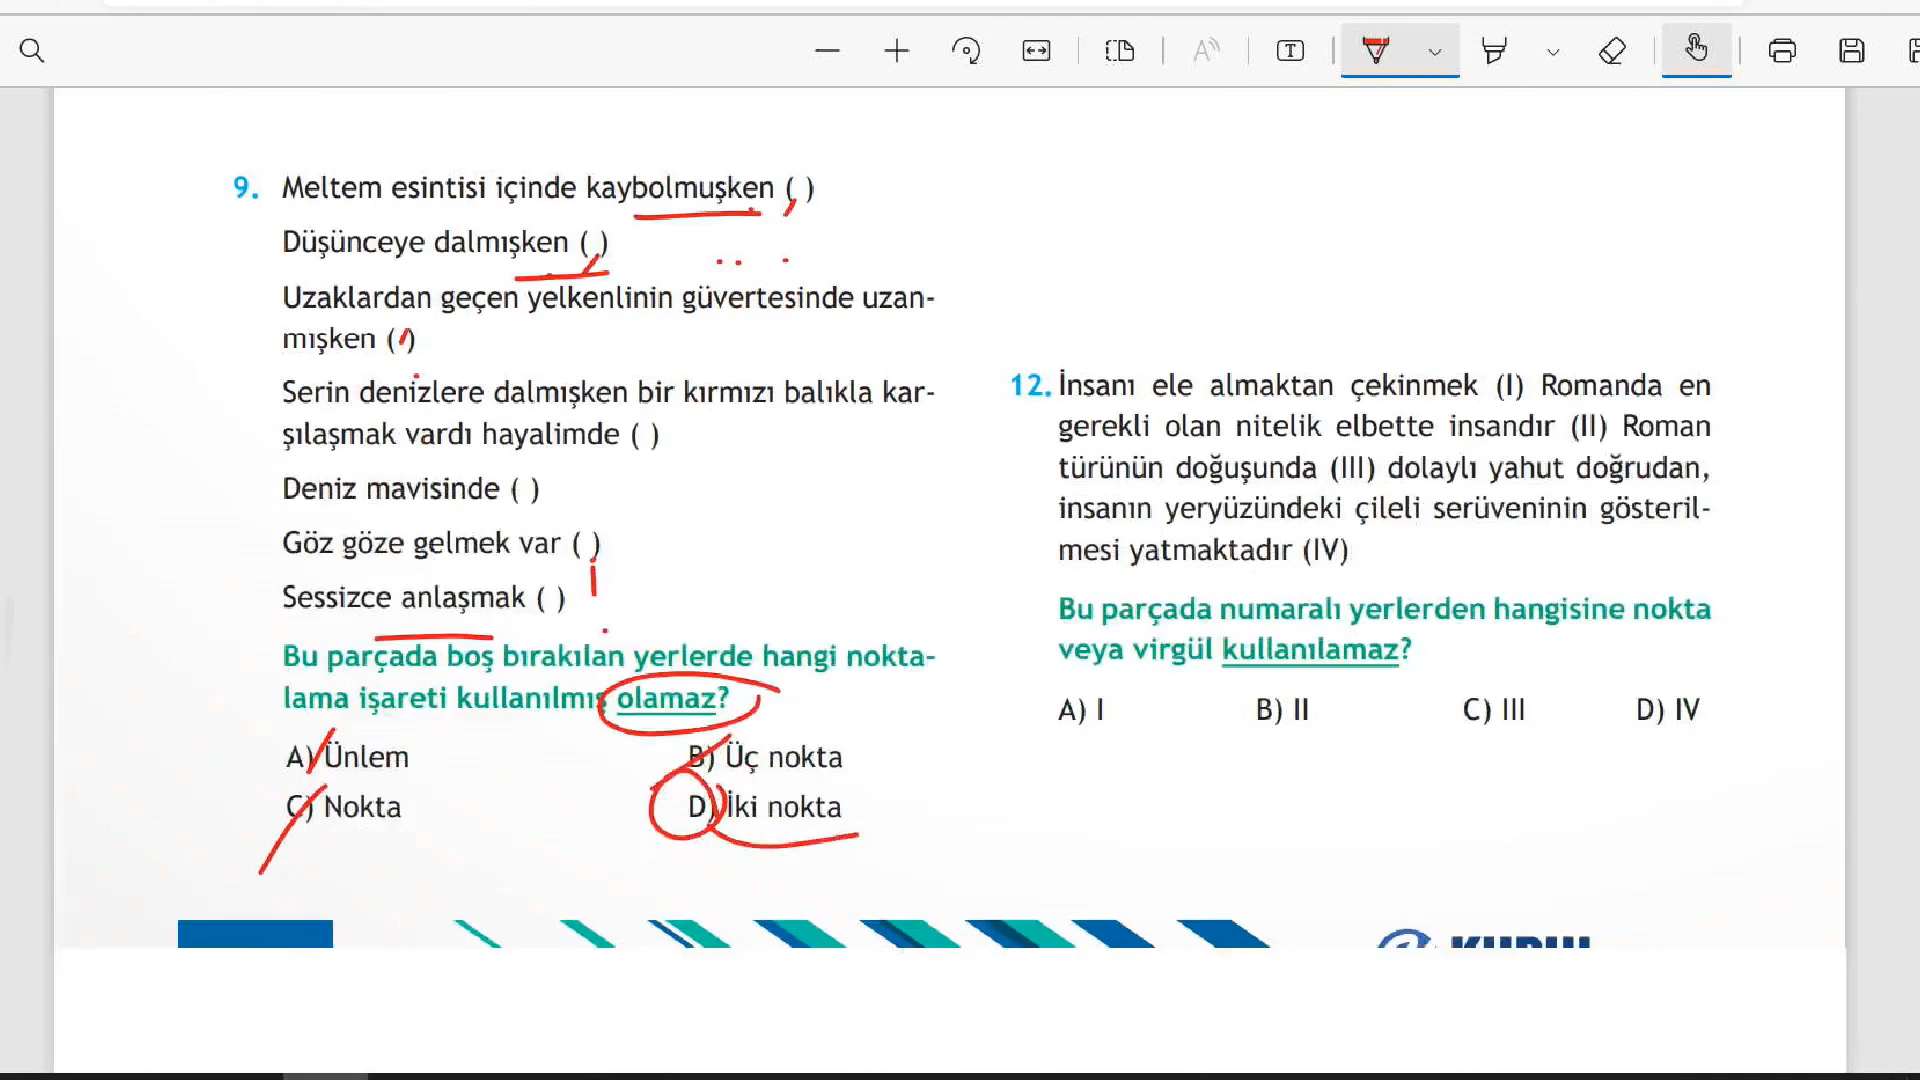 9. Meltem esintisi içinde kaybolmuşken ( )
Düşünceye dalmışken ( )
Uzaklardan geçen yelkenlinin güvertesinde uzan-
mışken ( )
Serin denizlere dalmışken bir kırmızı balıkla kar-
şılaşmak vardı hayalimde ( )
Deniz mavisinde ( )
Göz göze gelmek var ( )
Sessizce anlaşmak ( )
Bu parçada boş bırakılan yerlerde hangi nokta-
lama işareti kullanılmış olamaz?
A) Ünlem
B) Üç nokta
C) Nokta
D) İki nokta
12. İnsanı ele almaktan çekinmek (I) Romanda en
gerekli olan nitelik elbette insandır (II) Roman
türünün doğuşunda (III) dolaylı yahut doğrudan,
insanın yeryüzündeki çileli serüveninin gösteril-
mesi yatmaktadır (IV)
Bu parçada numaralı yerlerden hangisine nokta
veya virgül kullanılamaz?
A) I B) II C) III D) IV